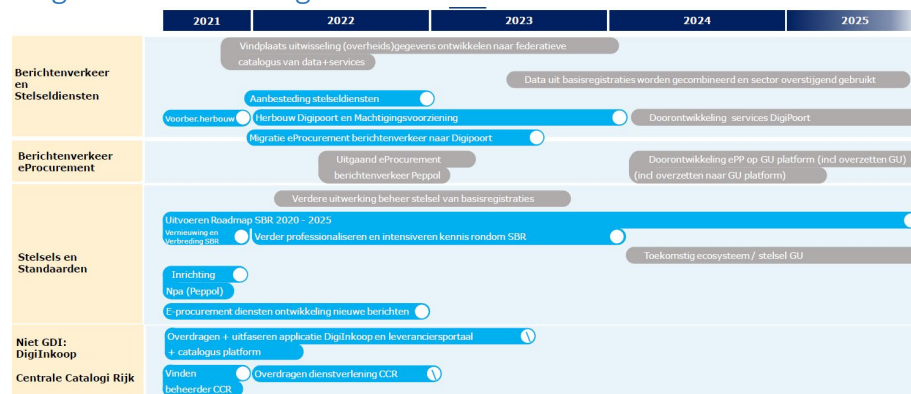 2021 2022 2023 2024 2025
Berichtenverkeer
en
Stelseldiensten
Vindplaats uitwisseling (overheids)gegevens ontwikkelen naar federatieve
catalogus van data+services
Data uit basisregistraties worden gecombineerd en sector overstijgend gebruikt
Aanbesteding stelseldiensten
Voorber.herbouw
Herbouw Digipoort en Machtigingsvoorziening
Doorontwikkeling services DigiPoort
Migratie eProcurement berichtenverkeer naar Digipoort
Berichtenverkeer
eProcurement
Uitgaand eProcurement
berichtenverkeer Peppol
Doorontwikkeling ePP op GU platform (incl overzetten GU)
(incl overzetten naar GU platform)
Stelsels en
Standaarden
Verdere uitwerking beheer stelsel van basisregistraties
Uitvoeren Roadmap SBR 2020 - 2025
Vernieuwing en
Verbreding SBR
Verder professionaliseren en intensiveren kennis rondom SBR
Toekomstig ecosysteem / stelsel GU
Inrichting
Npa (Peppol)
E-procurement diensten ontwikkeling nieuwe berichten
Niet GDI:
DigiInkoop
Overdragen + uitfaseren applicatie DigiInkoop en leveranciersportaal
+ catalogus platform
Centrale Catalogi Rijk
Vinden
beheerder CCR
Overdragen dienstverlening CCR